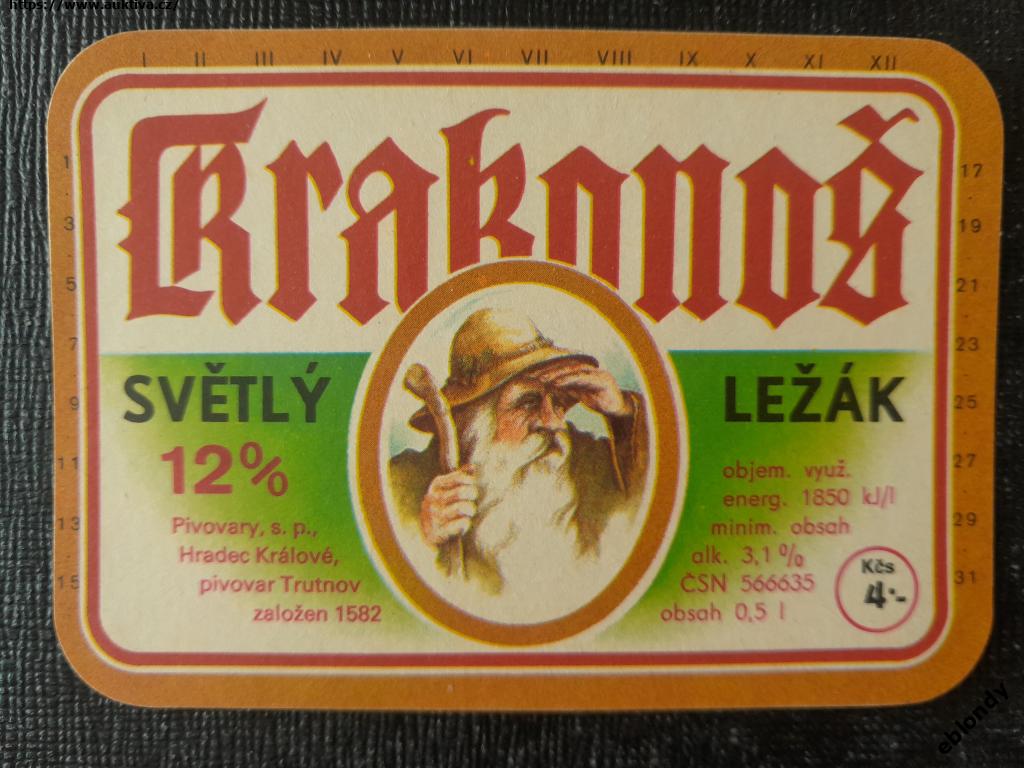 https://www.auktiva.cz/
I II III IV V VI VII VIII IX X XI XII
Krakonoš
1
3
5
7
9
11
13
15
17
19
21
23
25
27
29
31
SVĚTLÝ
12%
Pivovary, s. p.,
Hradec Králové,
pivovar Trutnov
založen 1582
LEŽÁK
objem. využ.
energ. 1850 kJ/l
minim. obsah
alk. 3,1%
ČSN 566635
obsah 0,5 l
Kčs
4·-
eblondy